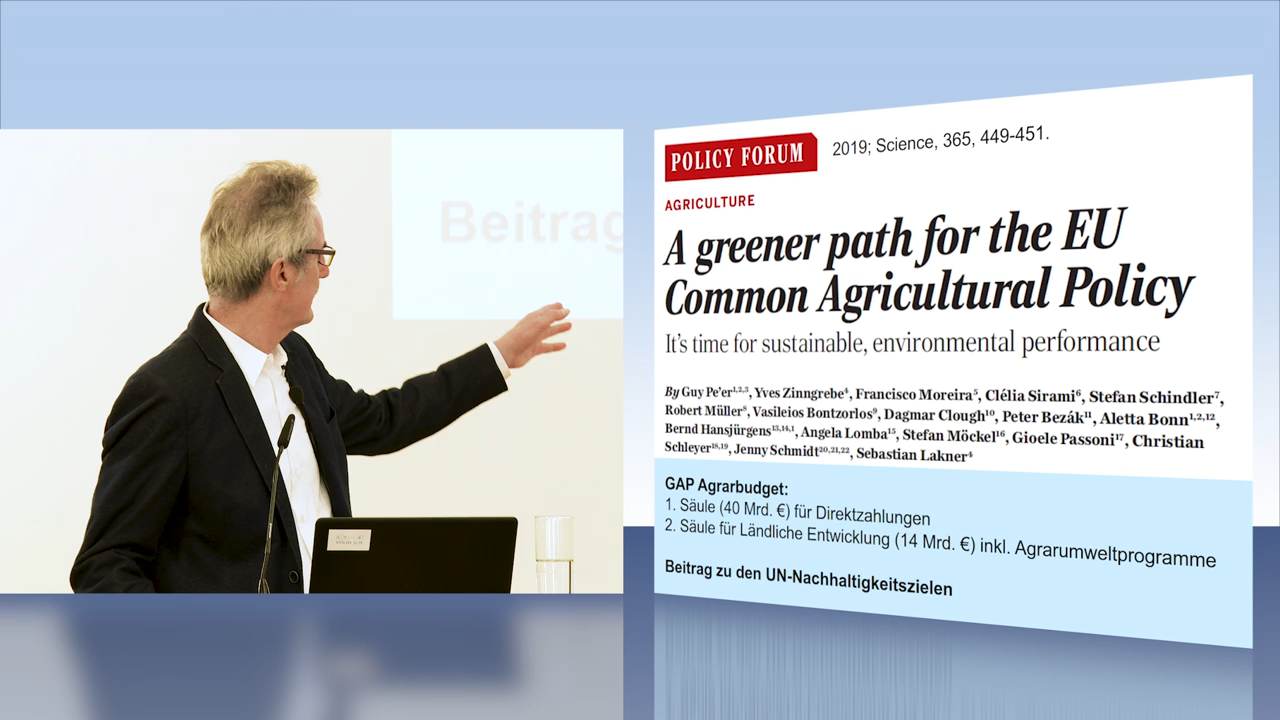 Beitrag
POLICY FORUM
2019; Science, 365, 449-451.
AGRICULTURE
A greener path for the EU
Common Agricultural Policy
It's time for sustainable, environmental performance
By Guy Pe'er¹,²,³, Yves Zinngrebe⁴, Francisco Moreira⁵, Clélia Sirami⁶, Stefan Schindler⁷,
Robert Müller⁸, Vasileios Bontzorlos⁹, Dagmar Clough¹⁰, Peter Bezák¹¹, Aletta Bonn¹,²,¹²,
Bernd Hansjürgens¹³,¹⁴,¹, Angela Lomba¹⁵, Stefan Möckel¹⁶, Gioele Passoni¹⁷, Christian
Schleyer¹⁸,¹⁹, Jenny Schmidt²⁰,²¹,²², Sebastian Lakner⁴
GAP Agrarbudget:
1. Säule (40 Mrd. €) für Direktzahlungen
2. Säule für Ländliche Entwicklung (14 Mrd. €) inkl. Agrarumweltprogramme
Beitrag zu den UN-Nachhaltigkeitszielen